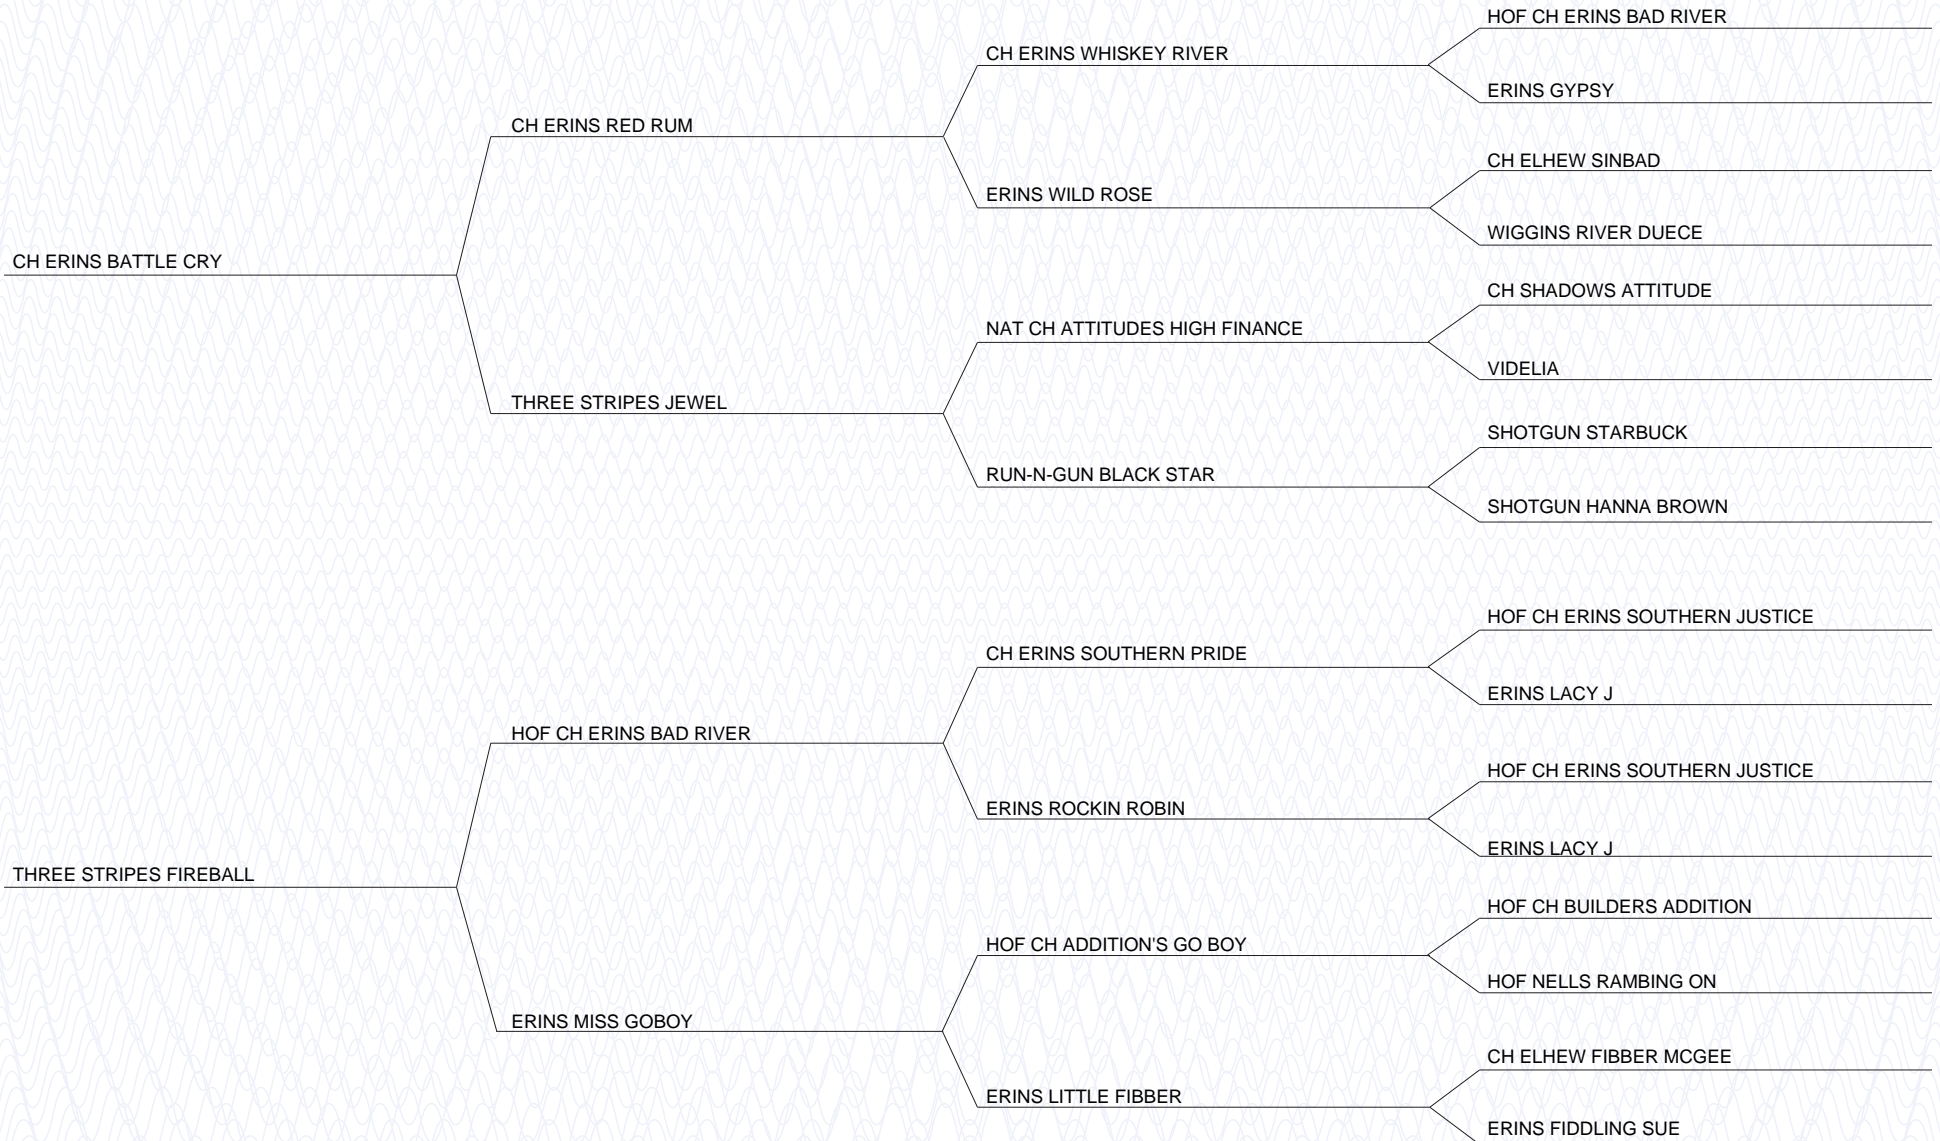 HOF CH ERINS BAD RIVER
CH ERINS WHISKEY RIVER
ERINS GYPSY
CH ERINS RED RUM
CH ELHEW SINBAD
ERINS WILD ROSE
WIGGINS RIVER DUECE
CH ERINS BATTLE CRY
CH SHADOWS ATTITUDE
NAT CH ATTITUDES HIGH FINANCE
VIDELIA
THREE STRIPES JEWEL
SHOTGUN STARBUCK
RUN-N-GUN BLACK STAR
SHOTGUN HANNA BROWN
HOF CH ERINS SOUTHERN JUSTICE
CH ERINS SOUTHERN PRIDE
ERINS LACY J
HOF CH ERINS BAD RIVER
HOF CH ERINS SOUTHERN JUSTICE
ERINS ROCKIN ROBIN
ERINS LACY J
THREE STRIPES FIREBALL
HOF CH BUILDERS ADDITION
HOF CH ADDITION'S GO BOY
HOF NELLS RAMBING ON
ERINS MISS GOBOY
CH ELHEW FIBBER MCGEE
ERINS LITTLE FIBBER
ERINS FIDDLING SUE